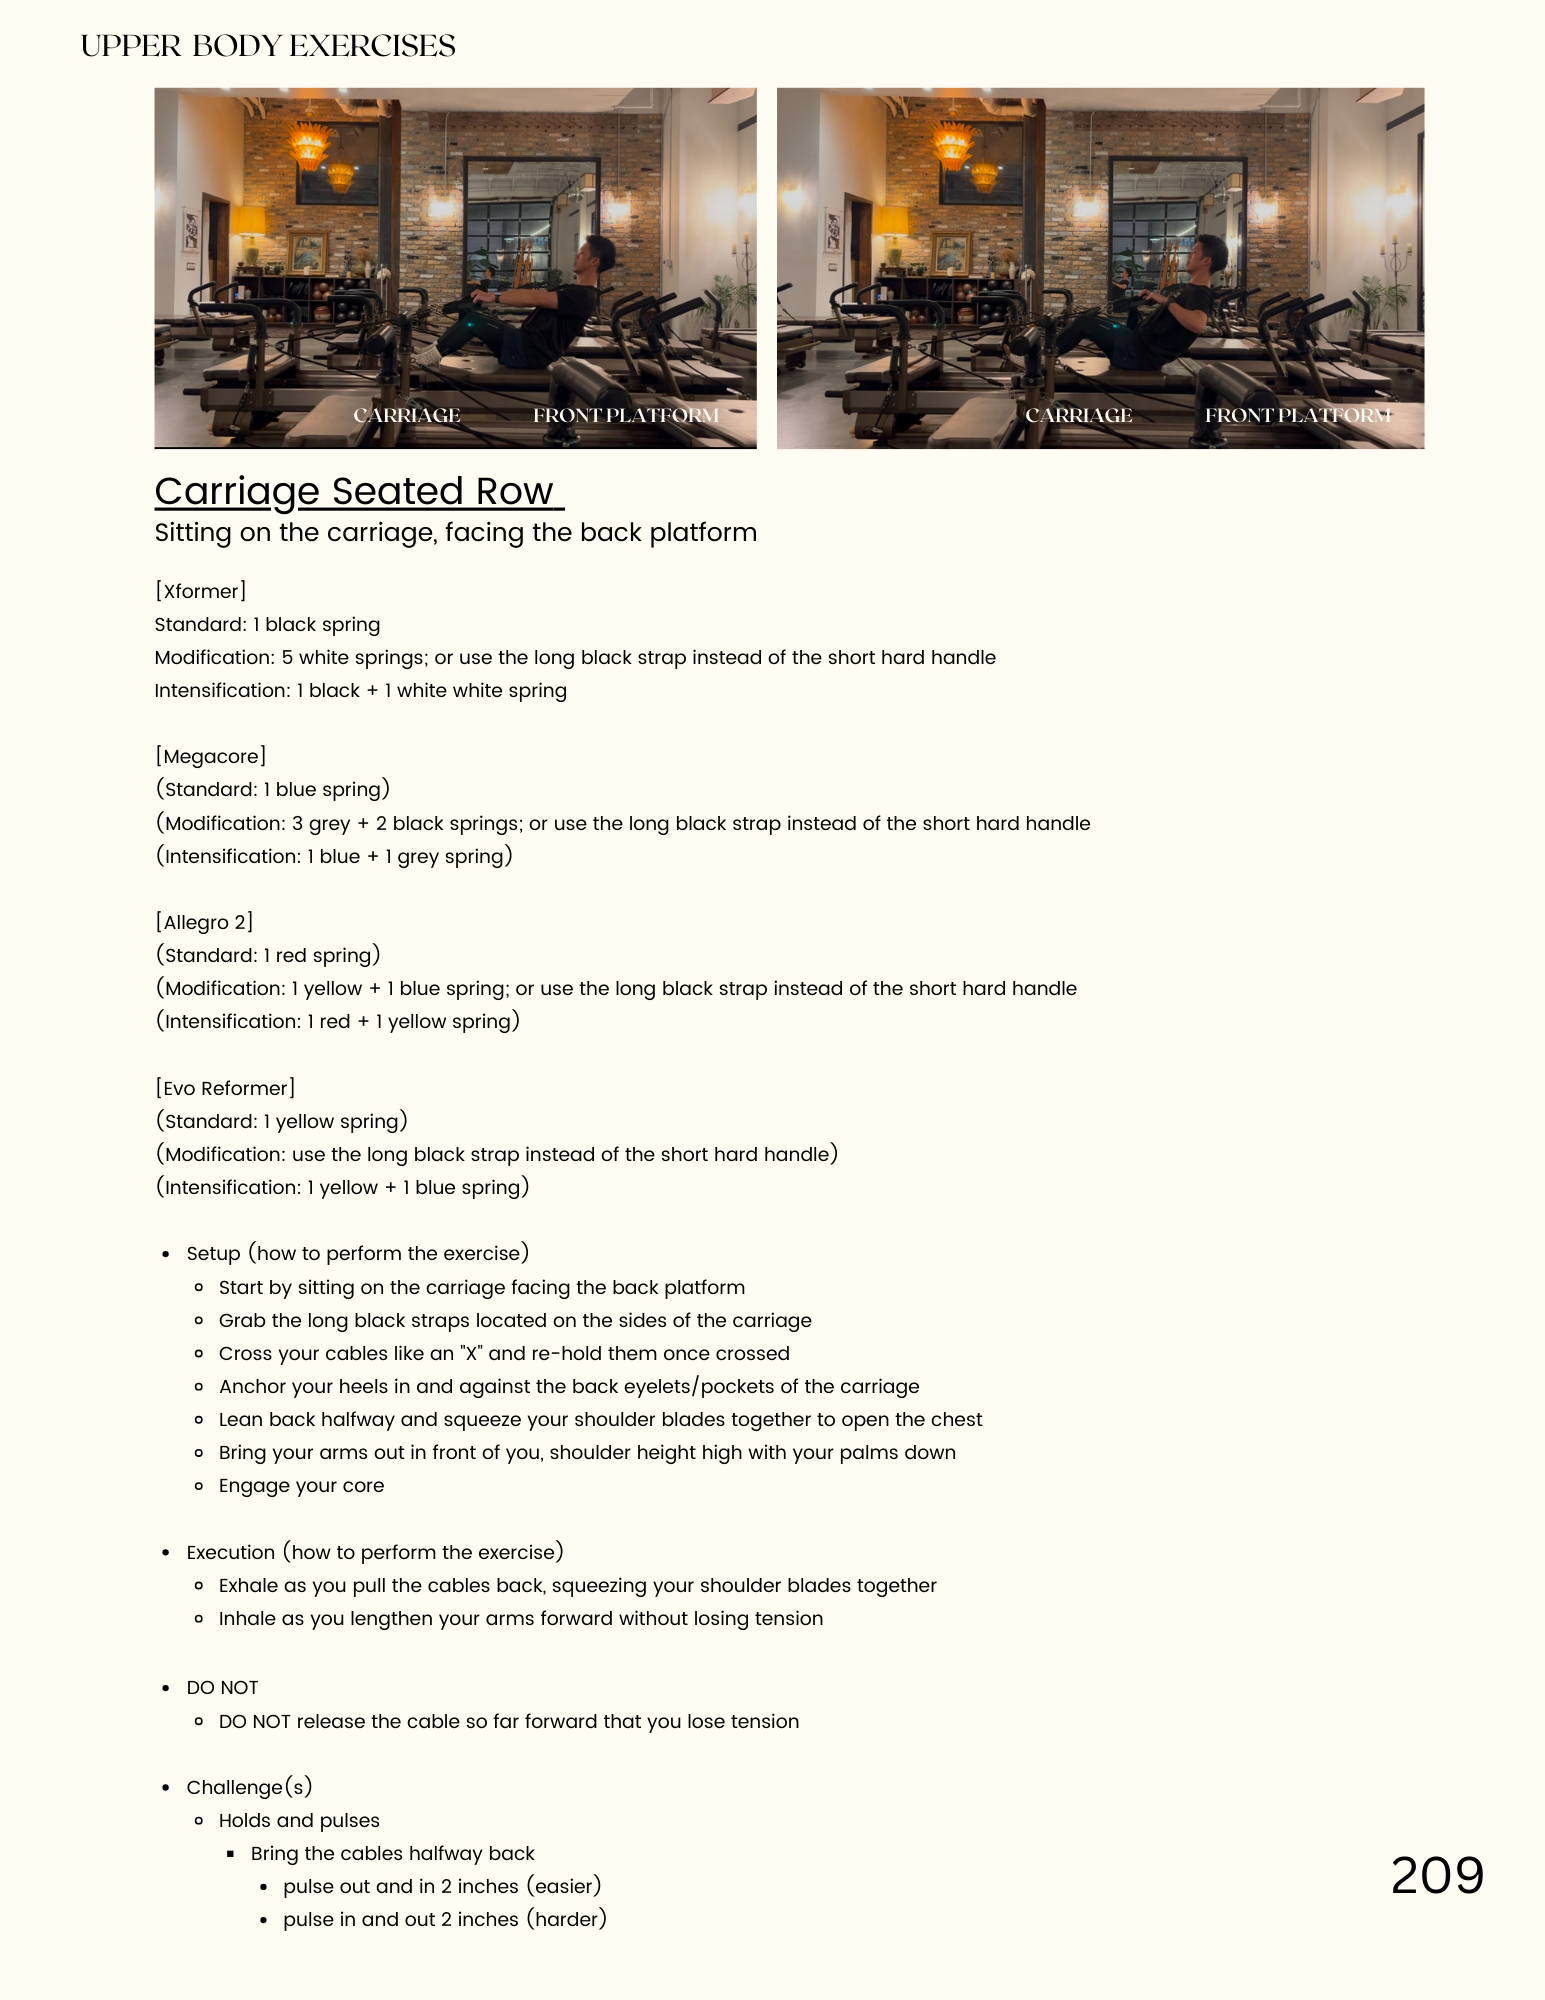 UPPER BODY EXERCISES
CARRIAGE FRONT PLATFORM
CARRIAGE FRONT PLATFORM
Carriage Seated Row
Sitting on the carriage, facing the back platform
[Xformer]
Standard: 1 black spring
Modification: 5 white springs; or use the long black strap instead of the short hard handle
Intensification: 1 black + 1 white white spring
[Megacore]
(Standard: 1 blue spring)
(Modification: 3 grey + 2 black springs; or use the long black strap instead of the short hard handle
(Intensification: 1 blue + 1 grey spring)
[Allegro 2]
(Standard: 1 red spring)
(Modification: 1 yellow + 1 blue spring; or use the long black strap instead of the short hard handle
(Intensification: 1 red + 1 yellow spring)
[Evo Reformer]
(Standard: 1 yellow spring)
(Modification: use the long black strap instead of the short hard handle)
(Intensification: 1 yellow + 1 blue spring)
• Setup (how to perform the exercise)
o Start by sitting on the carriage facing the back platform
o Grab the long black straps located on the sides of the carriage
o Cross your cables like an "X" and re-hold them once crossed
o Anchor your heels in and against the back eyelets/pockets of the carriage
o Lean back halfway and squeeze your shoulder blades together to open the chest
o Bring your arms out in front of you, shoulder height high with your palms down
o Engage your core
• Execution (how to perform the exercise)
o Exhale as you pull the cables back, squeezing your shoulder blades together
o Inhale as you lengthen your arms forward without losing tension
• DO NOT
o DO NOT release the cable so far forward that you lose tension
• Challenge(s)
o Holds and pulses
▪ Bring the cables halfway back
• pulse out and in 2 inches (easier)
• pulse in and out 2 inches (harder)
209